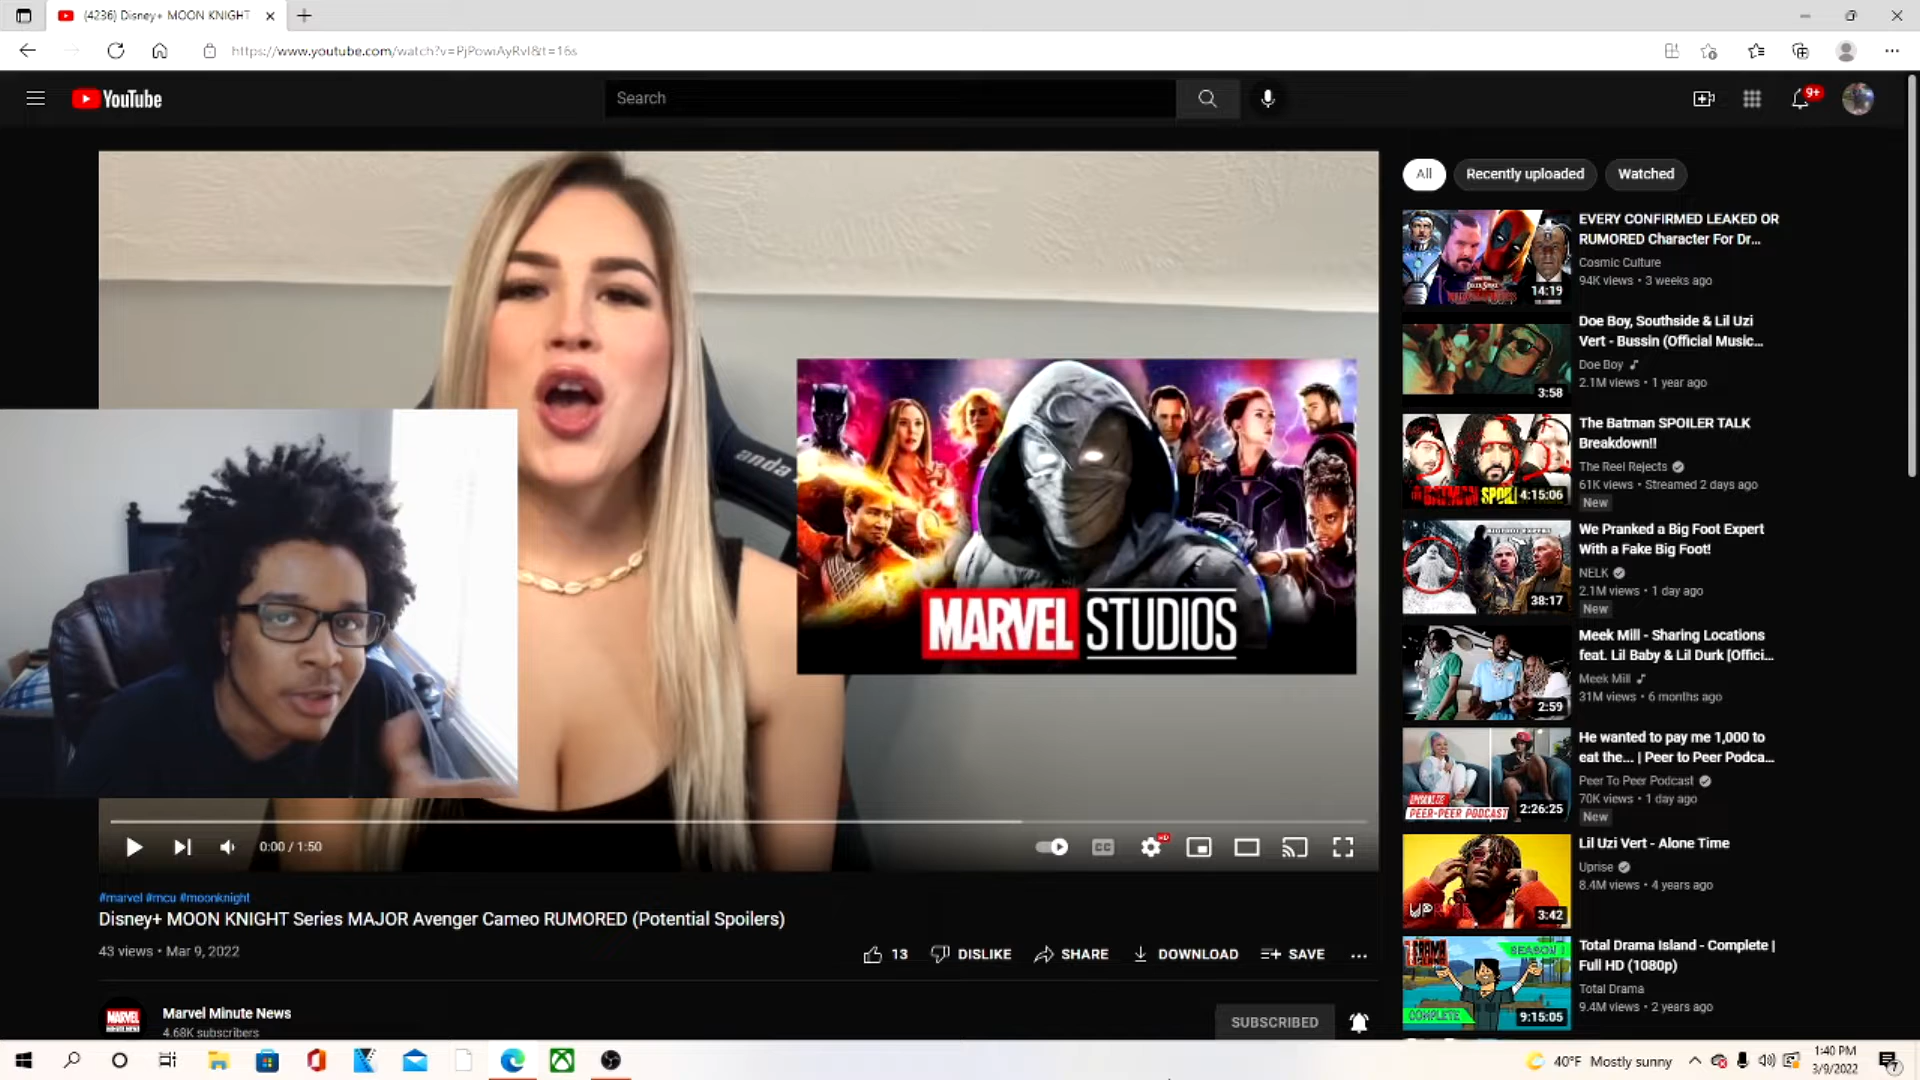 (4236) Disney+ MOON KNIGHT
https://www.youtube.com/watch?v=PjPowiAyRvI&t=16s
YouTube
Search
9+
anda
MARVEL STUDIOS
0:00 / 1:50
CC
HD
#marvel #mcu #moonknight
Disney+ MOON KNIGHT Series MAJOR Avenger Cameo RUMORED (Potential Spoilers)
43 views • Mar 9, 2022
13
DISLIKE
SHARE
DOWNLOAD
SAVE
MARVEL
Marvel Minute News
4.68K subscribers
SUBSCRIBED
All
Recently uploaded
Watched
14:19
EVERY CONFIRMED LEAKED OR
RUMORED Character For Dr...
Cosmic Culture
94K views • 3 weeks ago
3:58
Doe Boy, Southside & Lil Uzi
Vert - Bussin (Official Music...
Doe Boy
2.1M views • 1 year ago
4:15:06
The Batman SPOILER TALK
Breakdown!!
The Reel Rejects
61K views • Streamed 2 days ago
New
38:17
We Pranked a Big Foot Expert
With a Fake Big Foot!
NELK
2.1M views • 1 day ago
New
2:59
Meek Mill - Sharing Locations
feat. Lil Baby & Lil Durk [Offici...
Meek Mill
31M views • 6 months ago
PEER-PEER PODCAST
2:26:25
He wanted to pay me 1,000 to
eat the... | Peer to Peer Podca...
Peer To Peer Podcast
70K views • 1 day ago
New
3:42
Lil Uzi Vert - Alone Time
Uprise
8.4M views • 4 years ago
SEASON 1
COMPLETE
9:15:05
Total Drama Island - Complete |
Full HD (1080p)
Total Drama
9.4M views • 2 years ago
40°F Mostly sunny
1:40 PM
3/9/2022
7